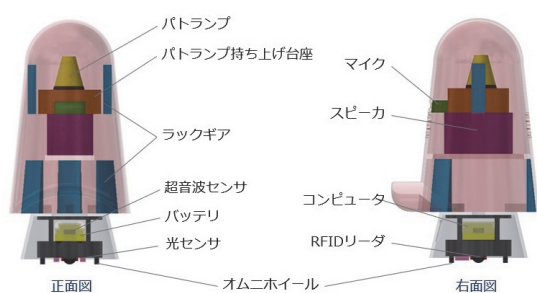 パトランプ
パトランプ持ち上げ台座
ラックギア
超音波センサ
バッテリ
光センサ
オムニホイール
マイク
スピーカ
コンピュータ
RFIDリーダ
正面図
右面図